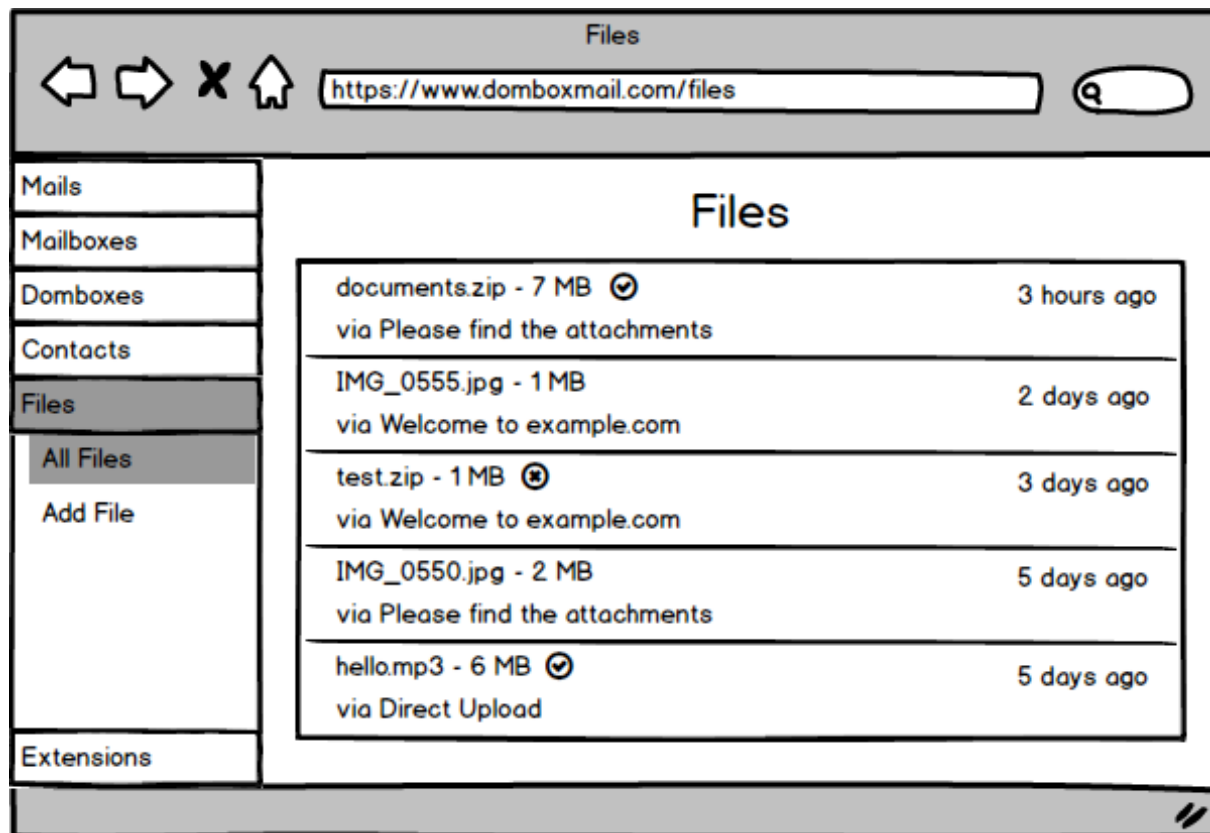 Files
https://www.domboxmail.com/files
Mails
Mailboxes
Domboxes
Contacts
Files
All Files
Add File
Extensions
Files
documents.zip - 7 MB
3 hours ago
via Please find the attachments
IMG_0555.jpg - 1 MB
2 days ago
via Welcome to example.com
test.zip - 1 MB
3 days ago
via Welcome to example.com
IMG_0550.jpg - 2 MB
5 days ago
via Please find the attachments
hello.mp3 - 6 MB
5 days ago
via Direct Upload